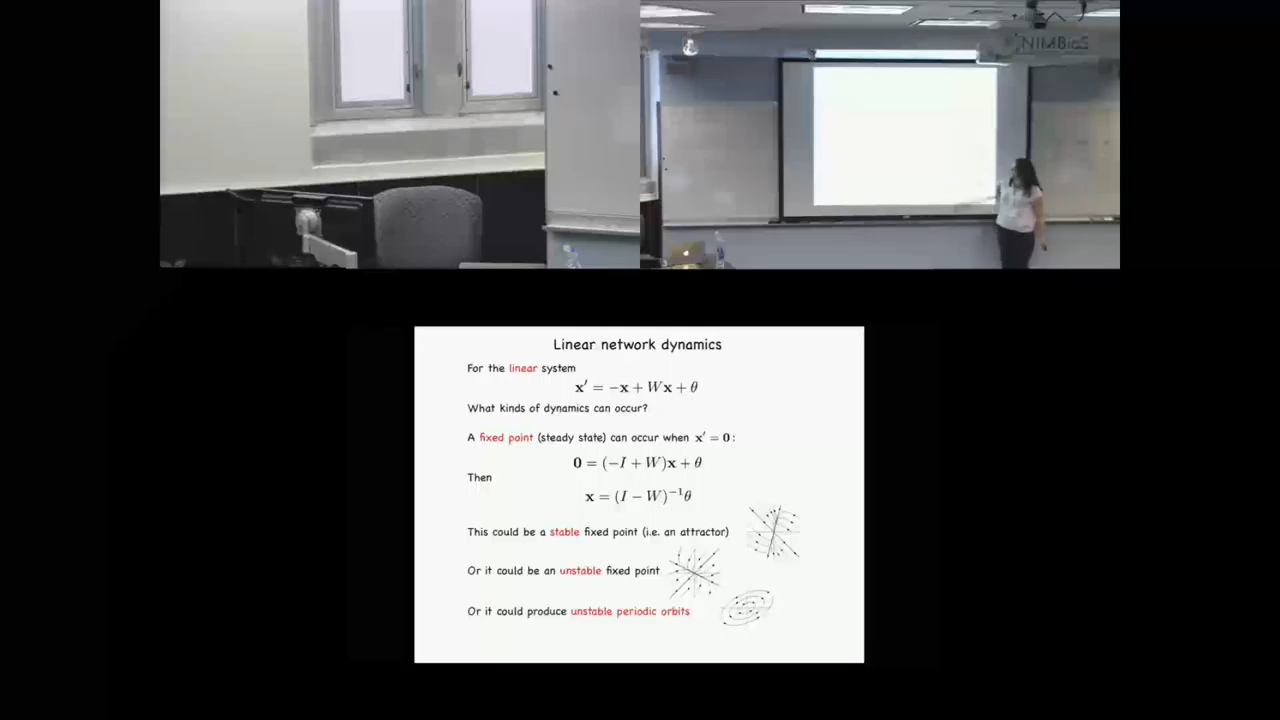 NIMBioS
Linear network dynamics
For the linear system
x′ = −x + Wx + θ
What kinds of dynamics can occur?
A fixed point (steady state) can occur when x′ = 0:
0 = (−I + W)x + θ
Then
x = (I − W)⁻¹θ
This could be a stable fixed point (i.e. an attractor)
Or it could be an unstable fixed point
Or it could produce unstable periodic orbits